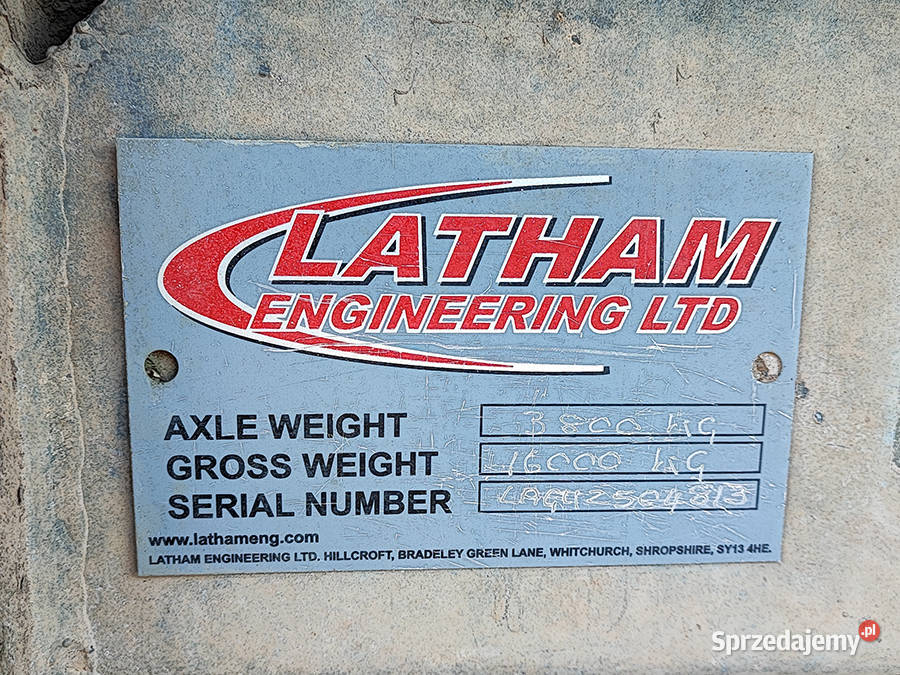 LATHAM
ENGINEERING LTD
AXLE WEIGHT 3800 KG
GROSS WEIGHT 16000 KG
SERIAL NUMBER
www.lathameng.com
LATHAM ENGINEERING LTD. HILLCROFT, BRADELEY GREEN LANE, WHITCHURCH, SHROPSHIRE, SY13 4HE.
Sprzedajemy.pl